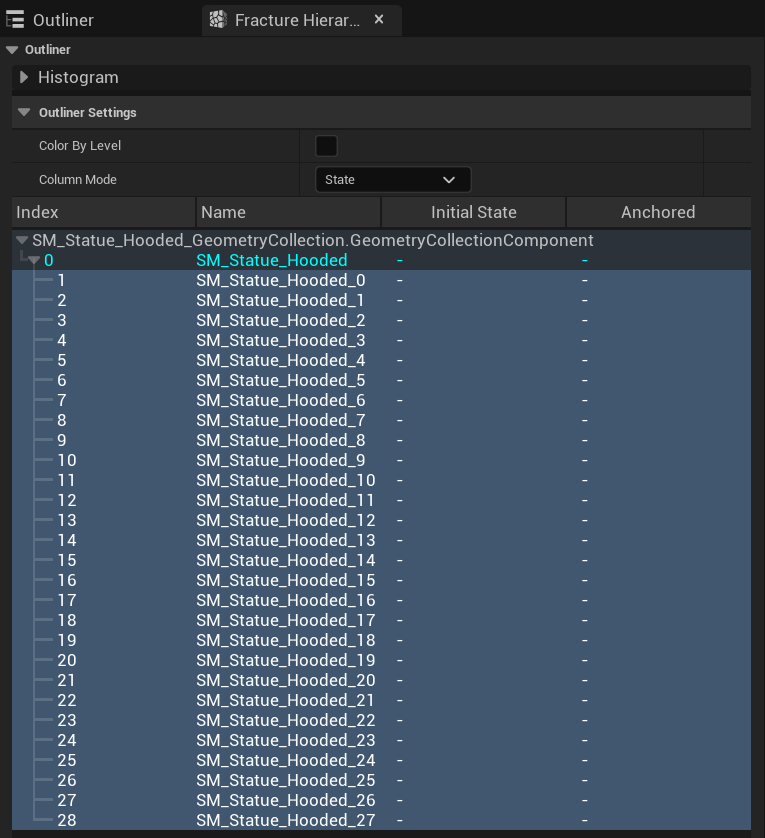 Outliner Fracture Hierar...
Outliner
Histogram
Outliner Settings
Color By Level
Column Mode State
Index Name Initial State Anchored
SM_Statue_Hooded_GeometryCollection.GeometryCollectionComponent
0 SM_Statue_Hooded - -
1 SM_Statue_Hooded_0 - -
2 SM_Statue_Hooded_1 - -
3 SM_Statue_Hooded_2 - -
4 SM_Statue_Hooded_3 - -
5 SM_Statue_Hooded_4 - -
6 SM_Statue_Hooded_5 - -
7 SM_Statue_Hooded_6 - -
8 SM_Statue_Hooded_7 - -
9 SM_Statue_Hooded_8 - -
10 SM_Statue_Hooded_9 - -
11 SM_Statue_Hooded_10 - -
12 SM_Statue_Hooded_11 - -
13 SM_Statue_Hooded_12 - -
14 SM_Statue_Hooded_13 - -
15 SM_Statue_Hooded_14 - -
16 SM_Statue_Hooded_15 - -
17 SM_Statue_Hooded_16 - -
18 SM_Statue_Hooded_17 - -
19 SM_Statue_Hooded_18 - -
20 SM_Statue_Hooded_19 - -
21 SM_Statue_Hooded_20 - -
22 SM_Statue_Hooded_21 - -
23 SM_Statue_Hooded_22 - -
24 SM_Statue_Hooded_23 - -
25 SM_Statue_Hooded_24 - -
26 SM_Statue_Hooded_25 - -
27 SM_Statue_Hooded_26 - -
28 SM_Statue_Hooded_27 - -